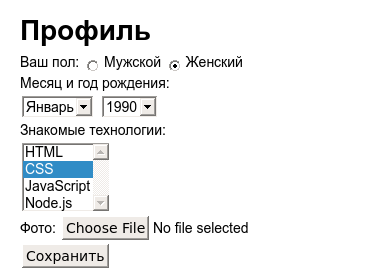 Профиль
Ваш пол: Мужской Женский
Месяц и год рождения:
Январь 1990
Знакомые технологии:
HTML
CSS
JavaScript
Node.js
Фото: Choose File No file selected
Сохранить